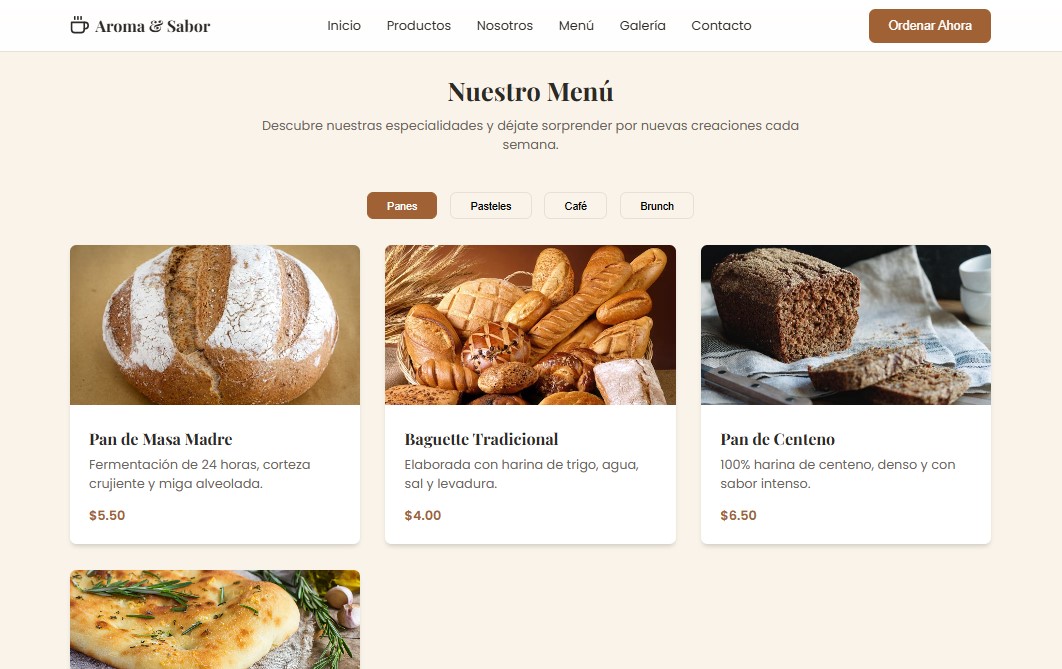 Aroma & Sabor
Inicio
Productos
Nosotros
Menú
Galería
Contacto
Ordenar Ahora
Nuestro Menú
Descubre nuestras especialidades y déjate sorprender por nuevas creaciones cada
semana.
Panes
Pasteles
Café
Brunch
Pan de Masa Madre
Fermentación de 24 horas, corteza
crujiente y miga alveolada.
$5.50
Baguette Tradicional
Elaborada con harina de trigo, agua,
sal y levadura.
$4.00
Pan de Centeno
100% harina de centeno, denso y con
sabor intenso.
$6.50